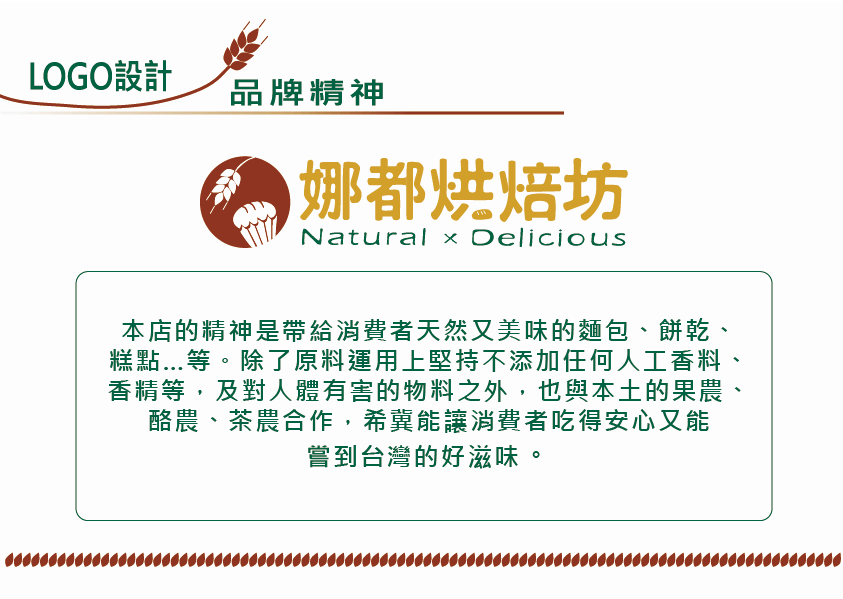 LOGO設計
品牌精神
娜都烘焙坊
Natural × Delicious
本店的精神是帶給消費者天然又美味的麵包、餅乾、
糕點...等。除了原料運用上堅持不添加任何人工香料、
香精等，及對人體有害的物料之外，也與本土的果農、
酪農、茶農合作，希冀能讓消費者吃得安心又能
嘗到台灣的好滋味。